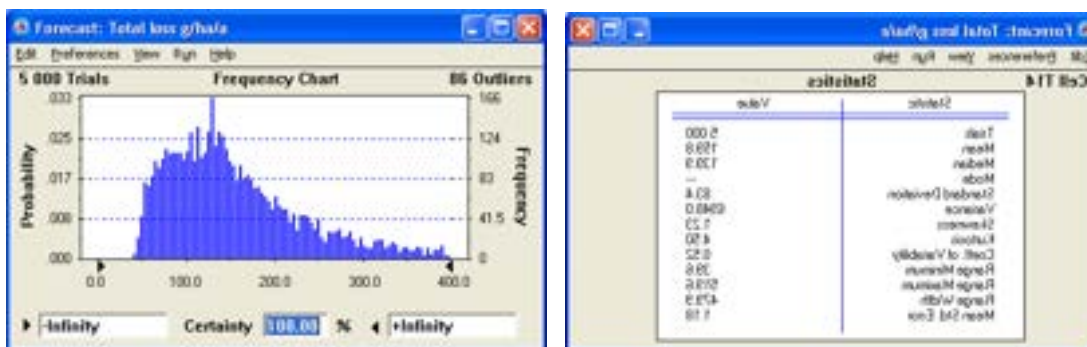 Forecast: Total loss g/ha/a
Edit Preferences View Run Help
5 000 Trials Frequency Chart 86 Outliers
.033 166
.025 124
.017 83
.008 41.5
.000 0
Probability
Frequency
0.0 100.0 200.0 300.0 400.0
-Infinity Certainty 100.00 % +Infinity
Forecast: Total loss g/ha/a
Edit Preferences View Run Help
Cell T14 Statistics
Statistic Value
Trials 5 000
Mean 159.8
Median
Mode ---
Standard Deviation 83.4
Variance 6948.0
Skewness 1.23
Kurtosis 4.50
Coeff. of Variability 0.52
Range Minimum 39.6
Range Maximum
Range Width
Mean Std. Error 1.18